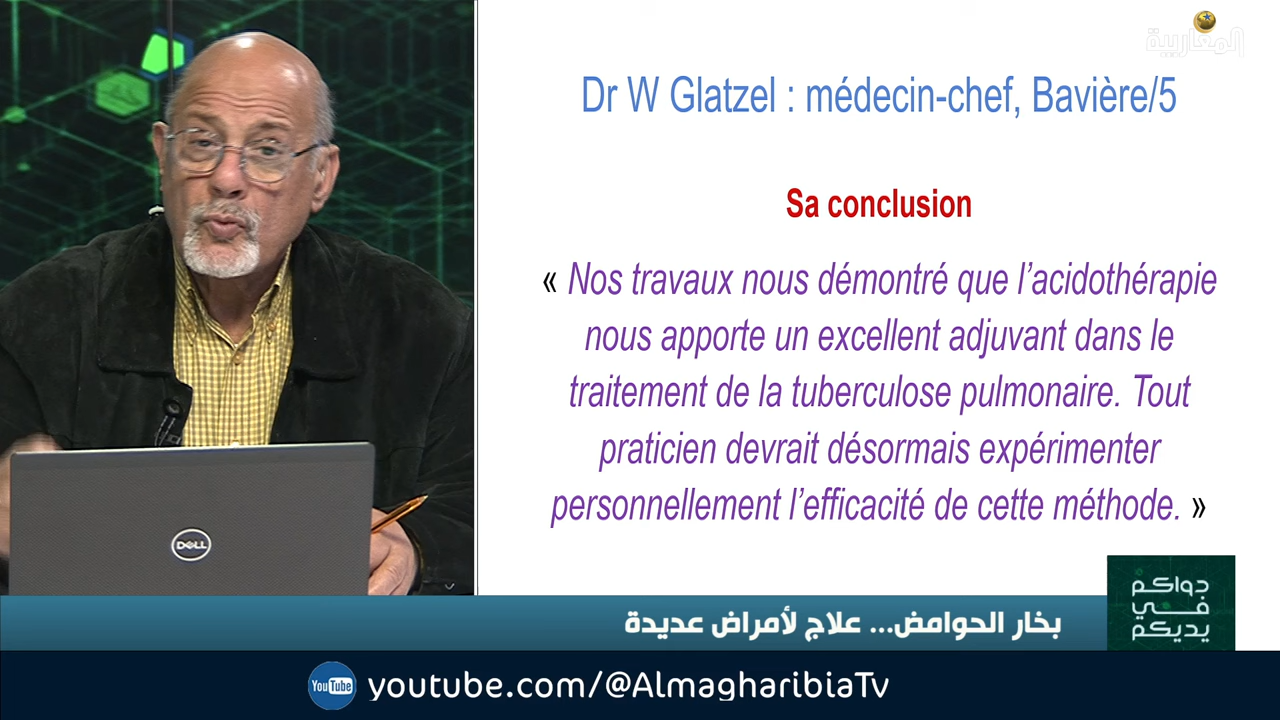 المغاربية
Dr W Glatzel : médecin-chef, Bavière/5
Sa conclusion
« Nos travaux nous démontré que l’acidothérapie
nous apporte un excellent adjuvant dans le
traitement de la tuberculose pulmonaire. Tout
praticien devrait désormais expérimenter
personnellement l’efficacité de cette méthode. »
DELL
دواكم
في
يديكم
بخار الحوامض... علاج لأمراض عديدة
YouTube youtube.com/@AlmagharibiaTv